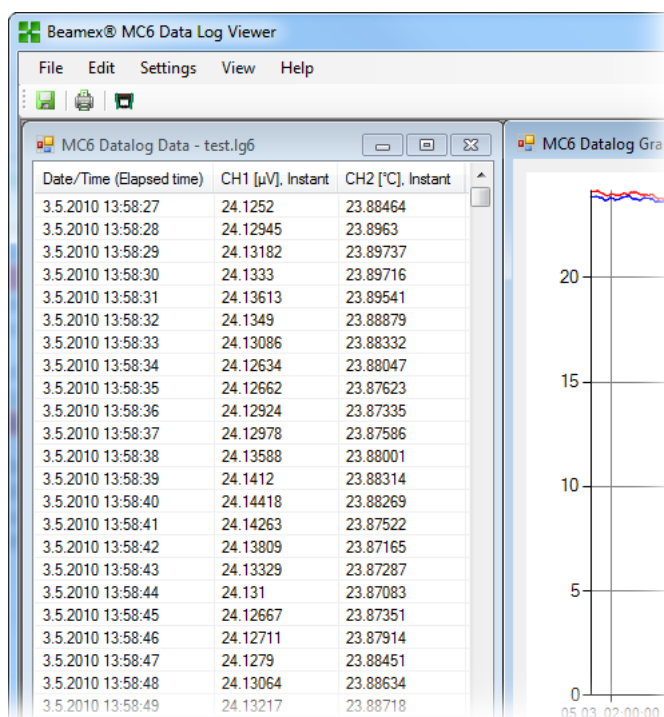 Beamex® MC6 Data Log Viewer
File Edit Settings View Help
MC6 Datalog Data - test.lg6
Date/Time (Elapsed time) CH1 [µV], Instant CH2 [°C], Instant
3.5.2010 13:58:27 24.1252 23.88464
3.5.2010 13:58:28 24.12945 23.8963
3.5.2010 13:58:29 24.13182 23.89737
3.5.2010 13:58:30 24.1333 23.89716
3.5.2010 13:58:31 24.13613 23.89541
3.5.2010 13:58:32 24.1349 23.88879
3.5.2010 13:58:33 24.13086 23.88332
3.5.2010 13:58:34 24.12634 23.88047
3.5.2010 13:58:35 24.12662 23.87623
3.5.2010 13:58:36 24.12924 23.87335
3.5.2010 13:58:37 24.12978 23.87586
3.5.2010 13:58:38 24.13588 23.88001
3.5.2010 13:58:39 24.1412 23.88314
3.5.2010 13:58:40 24.14418 23.88269
3.5.2010 13:58:41 24.14263 23.87522
3.5.2010 13:58:42 24.13809 23.87165
3.5.2010 13:58:43 24.13329 23.87287
3.5.2010 13:58:44 24.131 23.87083
3.5.2010 13:58:45 24.12667 23.87351
3.5.2010 13:58:46 24.12711 23.87914
3.5.2010 13:58:47 24.1279 23.88451
3.5.2010 13:58:48 24.13064 23.88634
3.5.2010 13:58:49 24.13217 23.88718
MC6 Datalog Gra
20
15
10
5
0
05.03. 02:00:00